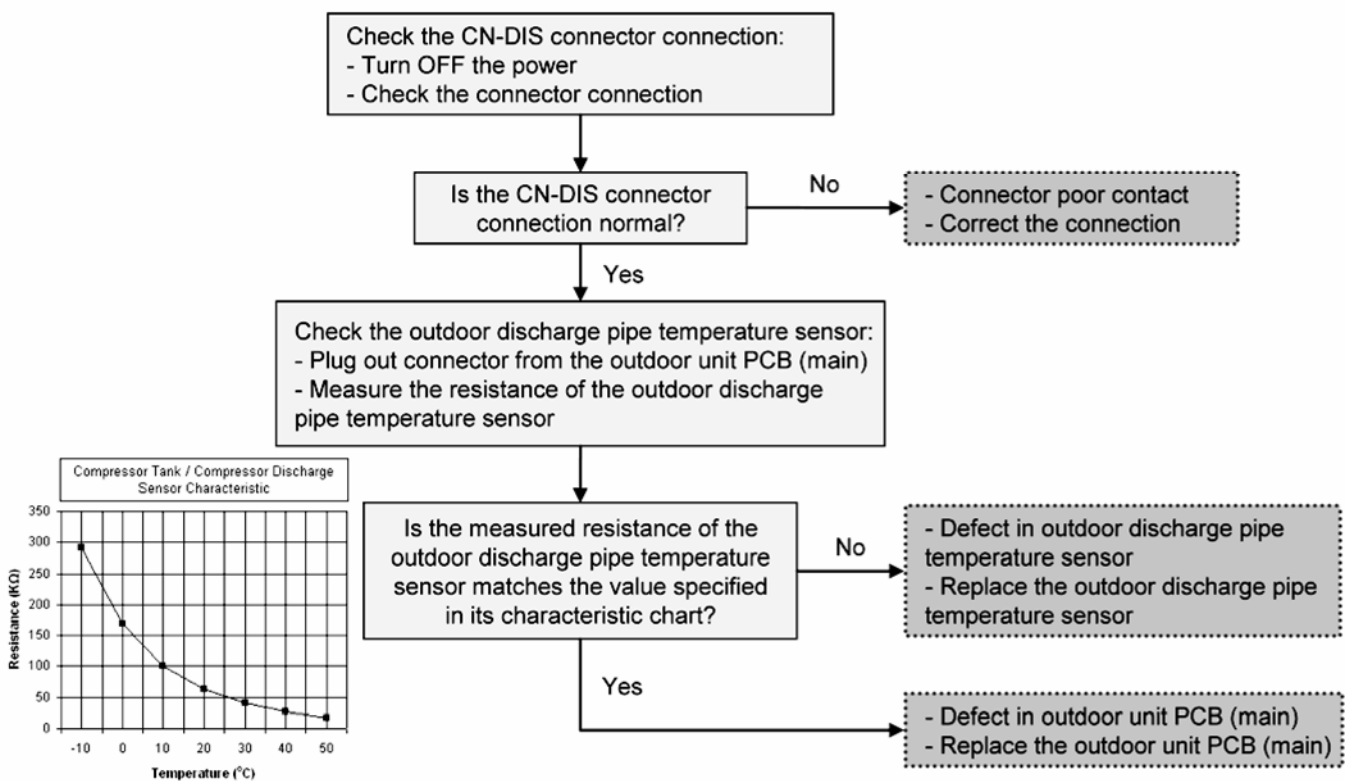 Check the CN-DIS connector connection:
- Turn OFF the power
- Check the connector connection
Is the CN-DIS connector
connection normal?
No
- Connector poor contact
- Correct the connection
Yes
Check the outdoor discharge pipe temperature sensor:
- Plug out connector from the outdoor unit PCB (main)
- Measure the resistance of the outdoor discharge
pipe temperature sensor
Compressor Tank / Compressor Discharge
Sensor Characteristic
Resistance (KΩ)
350
300
250
200
150
100
50
0
-10 0 10 20 30 40 50
Temperature (°C)
Is the measured resistance of the
outdoor discharge pipe temperature
sensor matches the value specified
in its characteristic chart?
No
- Defect in outdoor discharge pipe
temperature sensor
- Replace the outdoor discharge pipe
temperature sensor
Yes
- Defect in outdoor unit PCB (main)
- Replace the outdoor unit PCB (main)